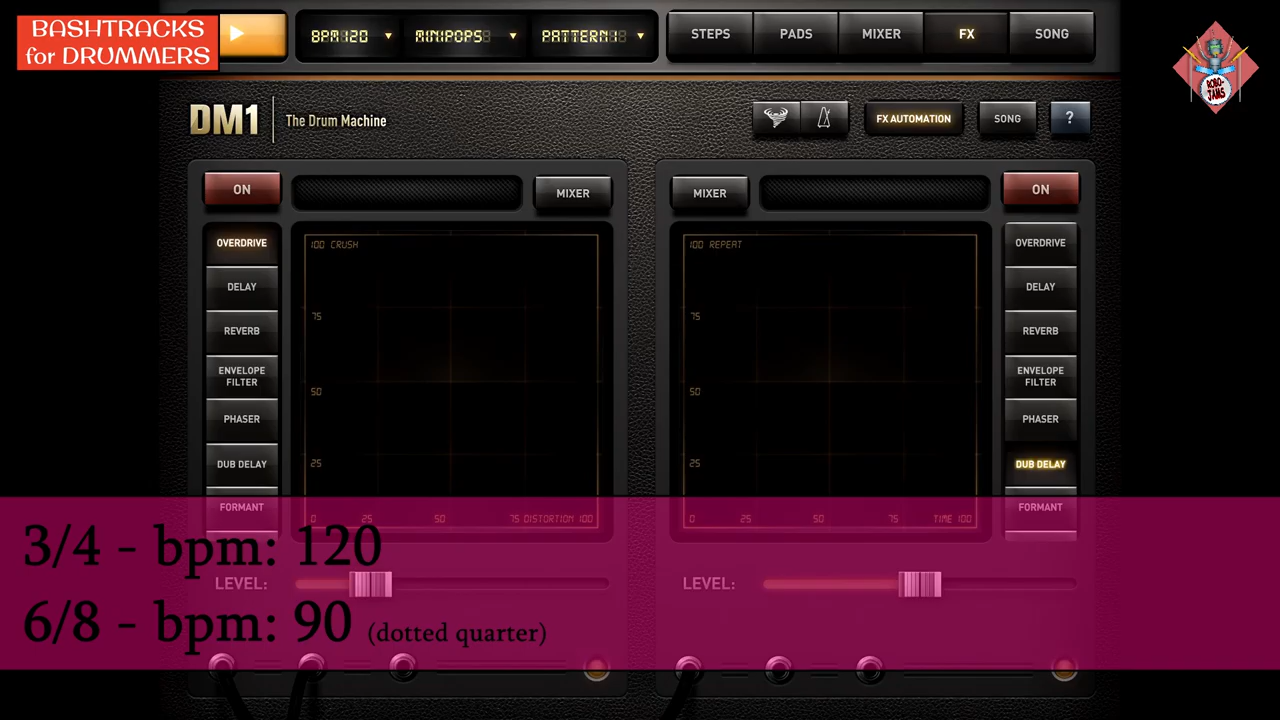 BASHTRACKS
for DRUMMERS
BPM120 MINIPOPS PATTERN1
STEPS PADS MIXER FX SONG
ROBO-
JAMS
DM1 The Drum Machine
FX AUTOMATION SONG ?
ON MIXER
OVERDRIVE
DELAY
REVERB
ENVELOPE
FILTER
PHASER
DUB DELAY
FORMANT
100 CRUSH
75
50
25
0 25 50 75 DISTORTION 100
LEVEL:
MIXER ON
100 REPEAT
75
50
25
0 25 50 75 TIME 100
OVERDRIVE
DELAY
REVERB
ENVELOPE
FILTER
PHASER
DUB DELAY
FORMANT
LEVEL:
3/4 - bpm: 120
6/8 - bpm: 90 (dotted quarter)